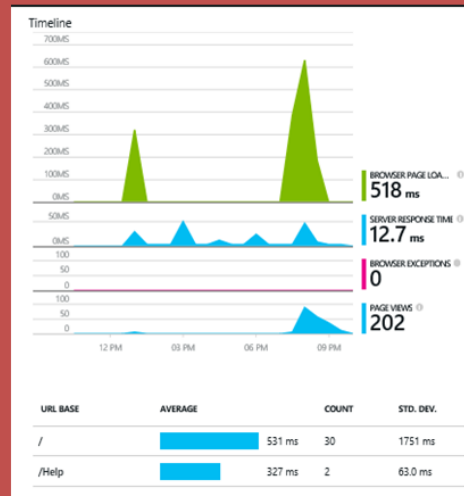 Timeline
700MS
600MS
500MS
400MS
300MS
200MS
100MS
0MS
BROWSER PAGE LOA...
518 ms
50MS
0MS
SERVER RESPONSE TIME
12.7 ms
100
50
0
BROWSER EXCEPTIONS
0
100
50
0
PAGE VIEWS
202
12 PM 03 PM 06 PM 09 PM
URL BASE AVERAGE COUNT STD. DEV.
/ 531 ms 30 1751 ms
/Help 327 ms 2 63.0 ms